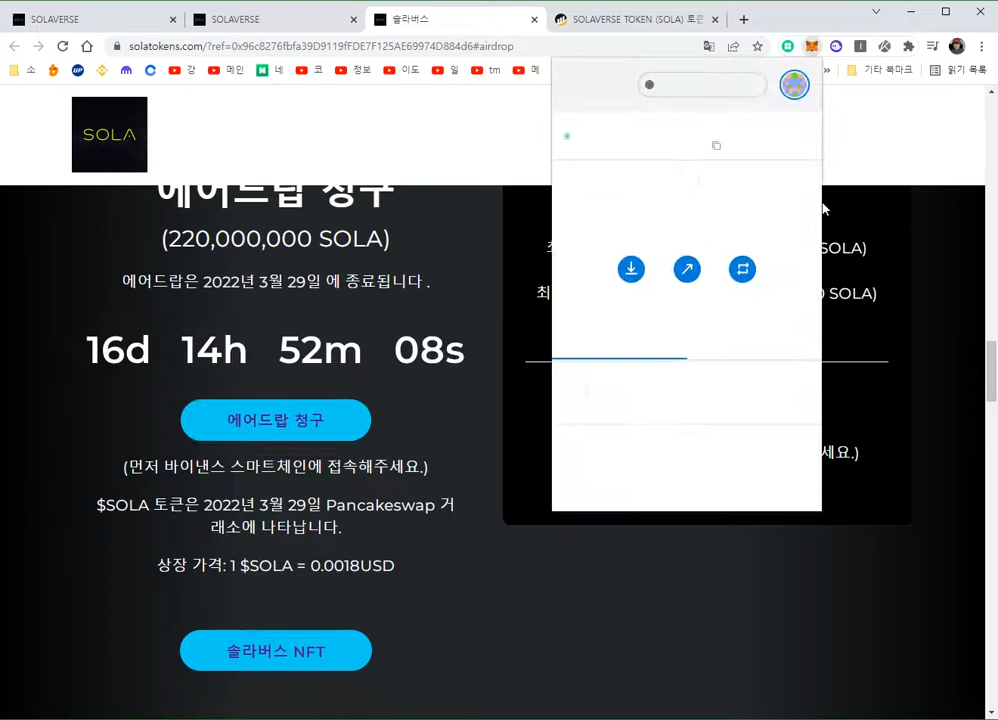 SOLAVERSE
SOLAVERSE
솔라버스
SOLAVERSE TOKEN (SOLA) 토큰
solatokens.com/?ref=0x96c8276fbfa39D9119fFDE7F125AE69974D884d6#airdrop
소
UP
강
메인
N
네
코
정보
이도
일
tm
메
»
기타 북마크
읽기 목록
SOLA
에어드랍 청구
(220,000,000 SOLA)
에어드랍은 2022년 3월 29일 에 종료됩니다 .
16d 14h 52m 08s
에어드랍 청구
(먼저 바이낸스 스마트체인에 접속해주세요.)
$SOLA 토큰은 2022년 3월 29일 Pancakeswap 거
래소에 나타납니다.
상장 가격: 1 $SOLA = 0.0018USD
솔라버스 NFT
SOLA)
최
SOLA)
세요.)